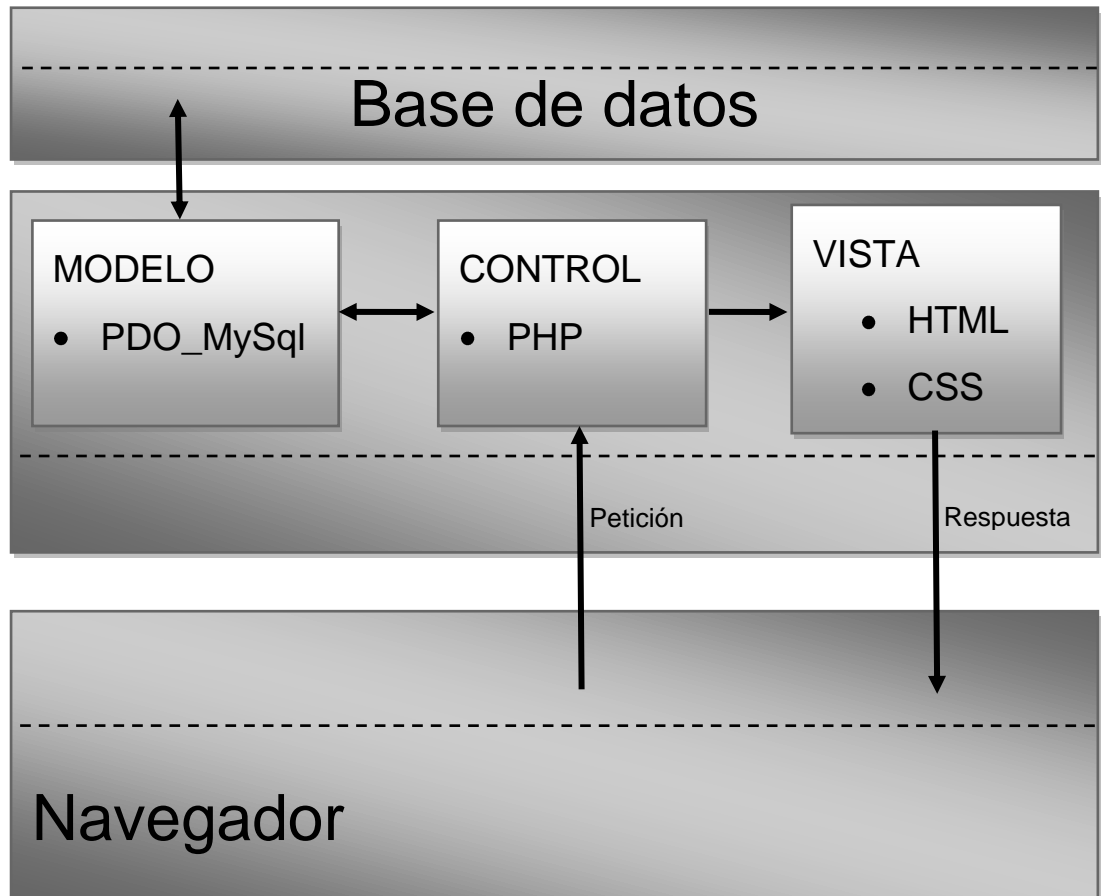 Base de datos
MODELO
• PDO_MySql
CONTROL
• PHP
VISTA
• HTML
• CSS
Petición
Respuesta
Navegador